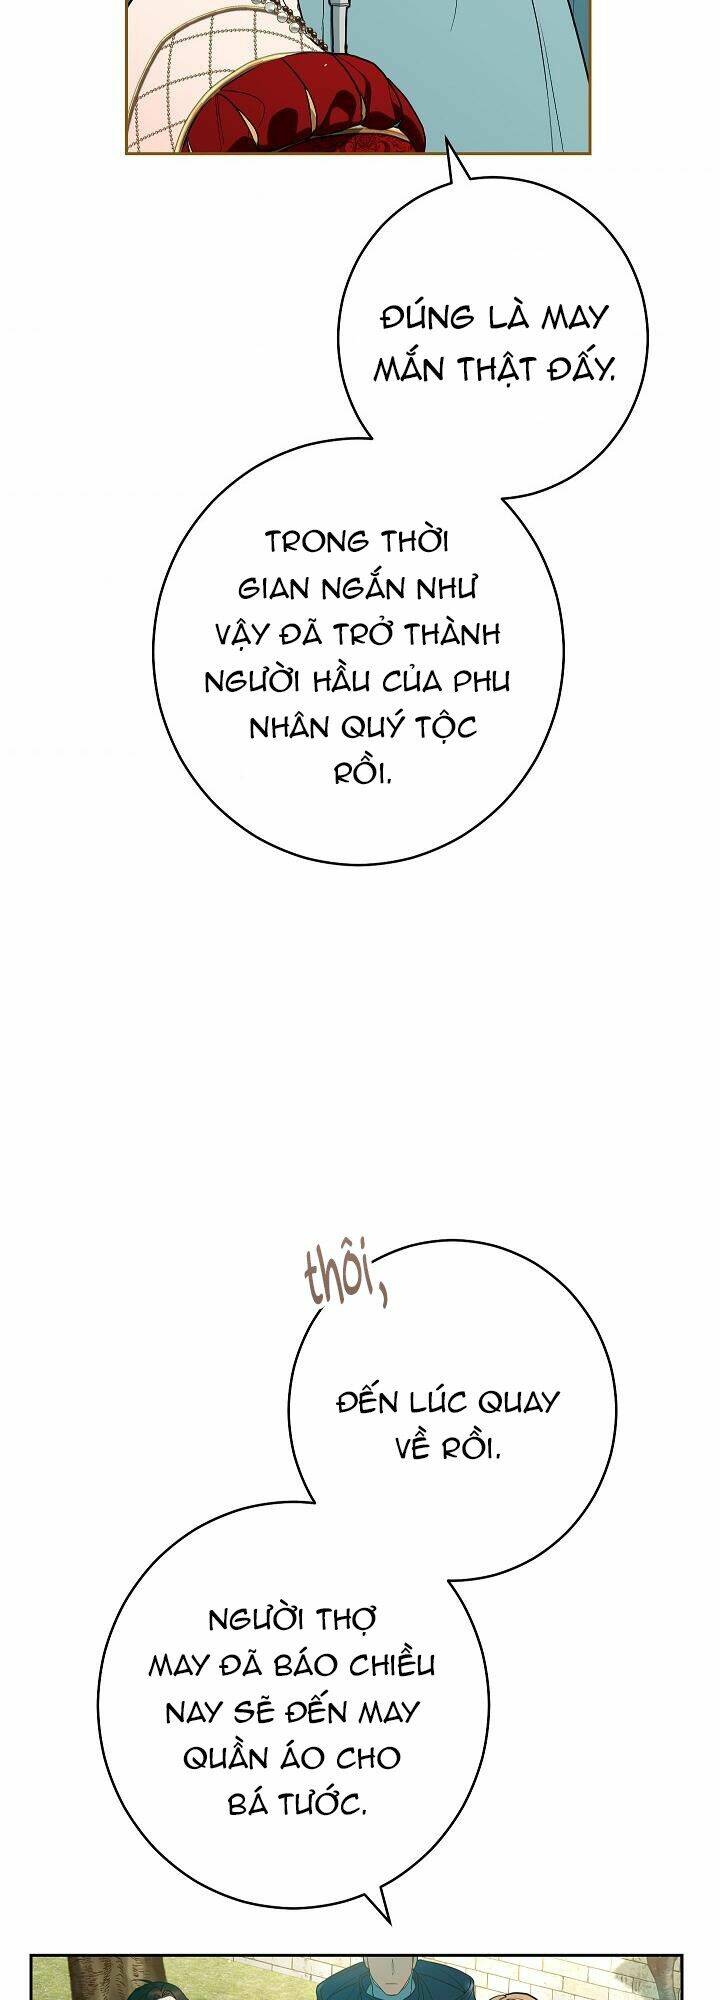 ĐÚNG LÀ MAY
MẮN THẬT ĐẤY.
TRONG THỜI
GIAN NGẮN NHƯ
VẬY ĐÃ TRỞ THÀNH
NGƯỜI HẦU CỦA PHU
NHÂN QUÝ TỘC
RỒI.
thôi,
ĐẾN LÚC QUAY
VỀ RỒI.
NGƯỜI THỢ
MAY ĐÃ BÁO CHIỀU
NAY SẼ ĐẾN MAY
QUẦN ÁO CHO
BÁ TƯỚC.